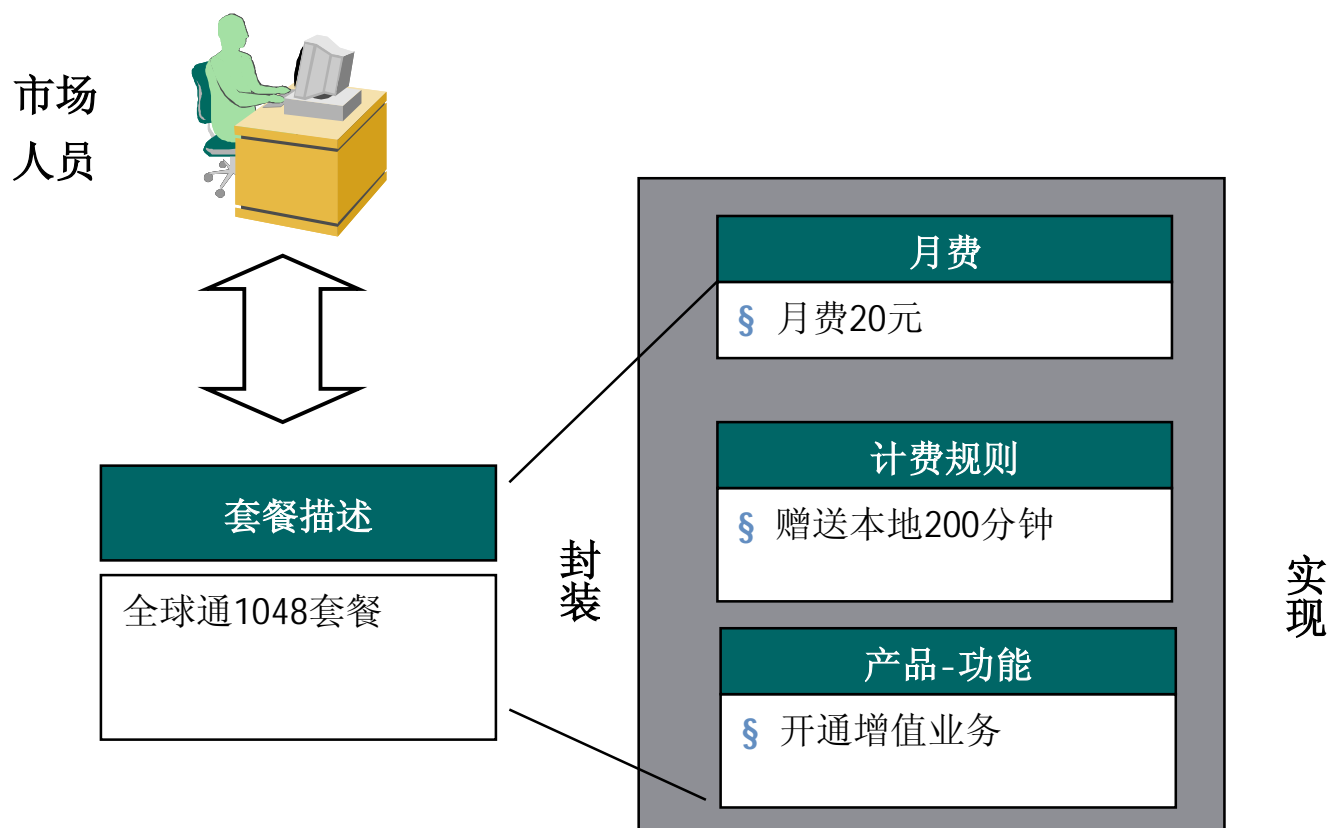 市场
人员
月费
§ 月费20元
计费规则
§ 赠送本地200分钟
套餐描述
全球通1048套餐
封装
实现
产品-功能
§ 开通增值业务